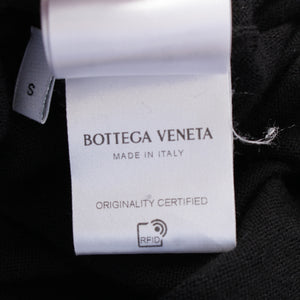 S
BOTTEGA VENETA
MADE IN ITALY
ORIGINALITY CERTIFIED
RFID